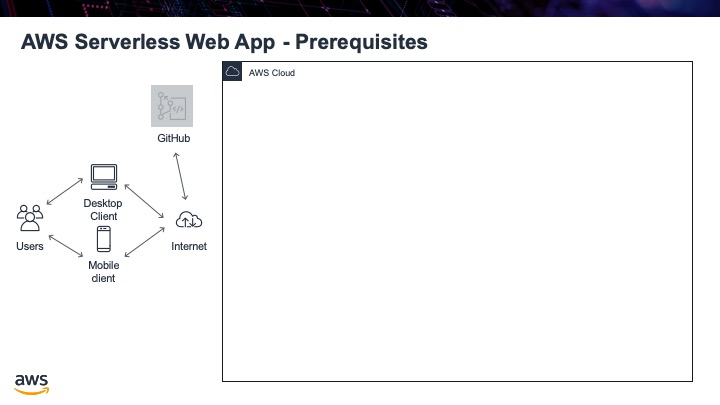 AWS Serverless Web App - Prerequisites
AWS Cloud
</>
GitHub
Desktop
Client
Users
Internet
Mobile
client
aws